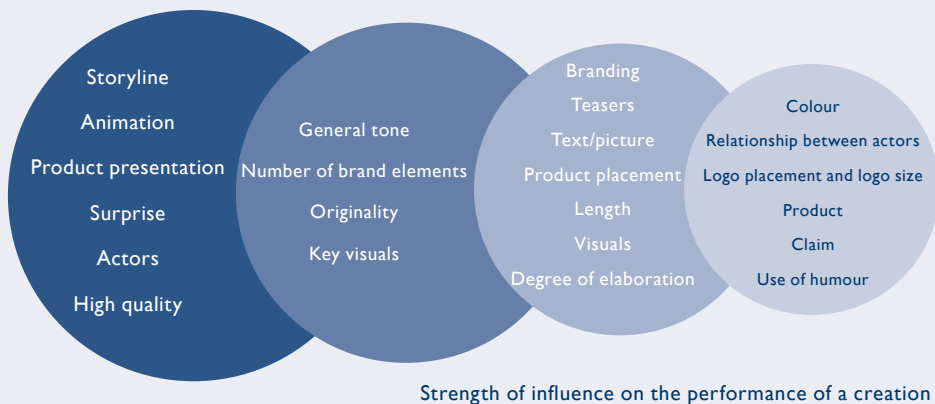 Storyline
Animation
Product presentation
Surprise
Actors
High quality
General tone
Number of brand elements
Originality
Key visuals
Branding
Teasers
Text/picture
Product placement
Length
Visuals
Degree of elaboration
Colour
Relationship between actors
Logo placement and logo size
Product
Claim
Use of humour
Strength of influence on the performance of a creation